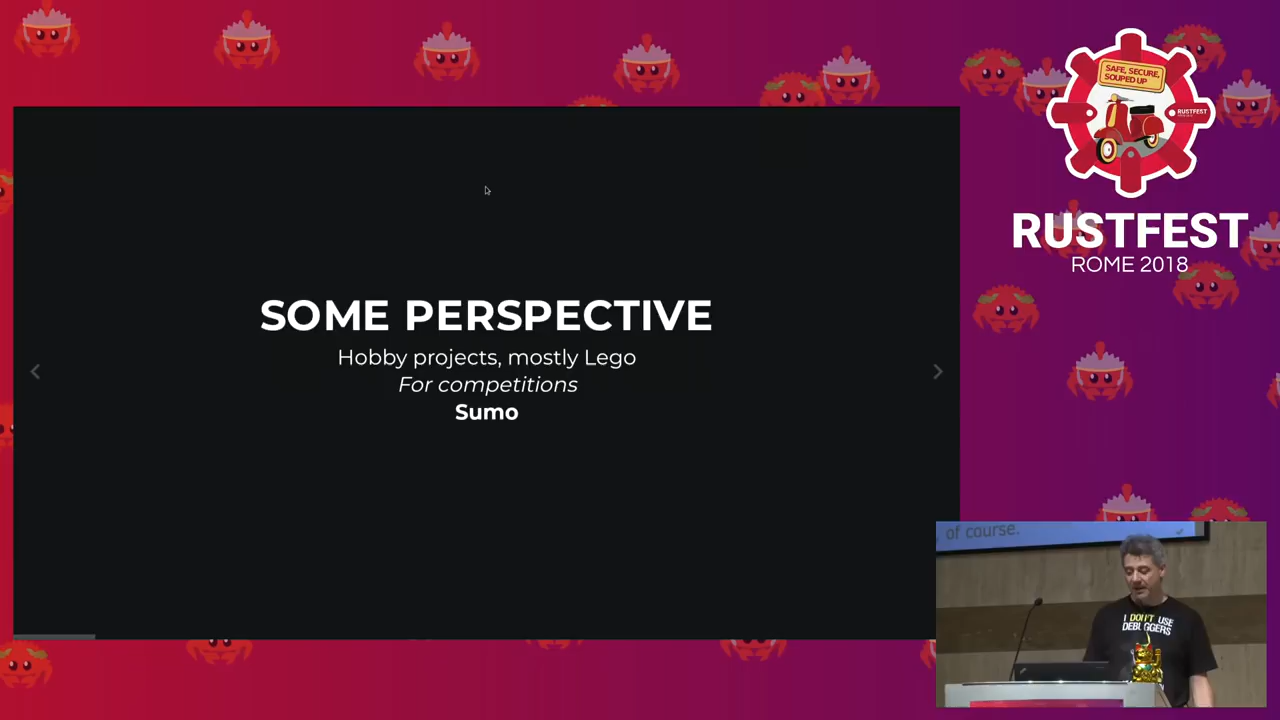 SAFE, SECURE,
SOUPED UP
RUSTFEST
RUSTFEST
ROME 2018
SOME PERSPECTIVE
Hobby projects, mostly Lego
For competitions
Sumo
, of course.
I DON'T USE
DEBUGGERS